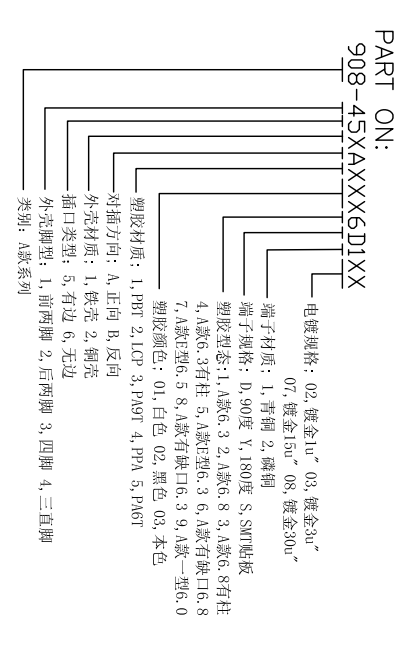 PART ON:
908-45XAXXX6D1XX
电镀规格: 02,镀金1u" 03,镀金3u"
07,镀金15u" 08,镀金30u"
端子材质: 1,青铜 2,磷铜
端子规格: D,90度 Y,180度 S,SMT贴板
塑胶型态:1,A款6.3 2,A款6.8 3,A款6.8有柱
4,A款6.3有柱 5,A款E型6.3 6,A款有缺口6.8
7,A款E型6.5 8,A款有缺口6.3 9,A款一型6.0
塑胶颜色: 01,白色 02,黑色 03,本色
塑胶材质: 1,PBT 2,LCP 3,PA9T 4,PPA 5,PA6T
对插方向: A,正向 B,反向
外壳材质: 1,铁壳 2,铜壳
插口类型: 5,有边 6,无边
外壳脚型: 1,前两脚 2,后两脚 3,四脚 4,三直脚
类别: A款系列